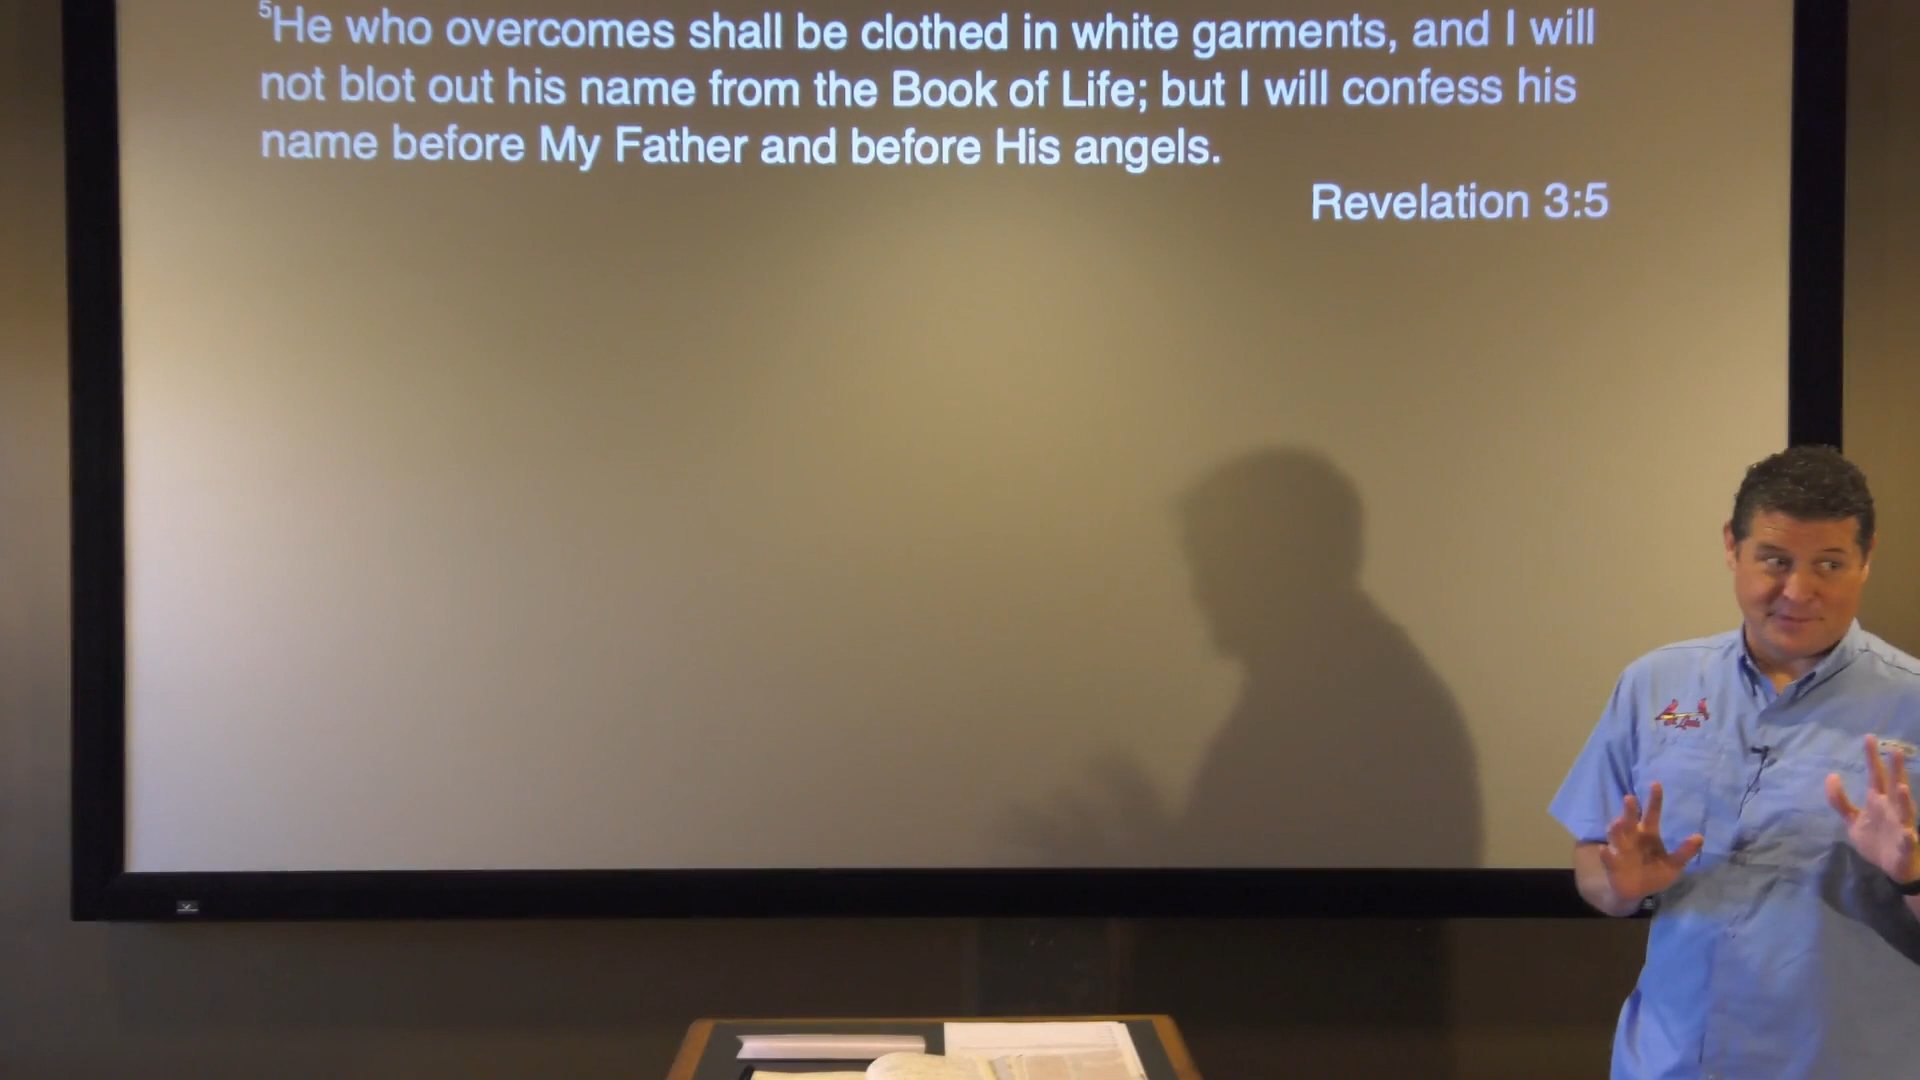 ⁵He who overcomes shall be clothed in white garments, and I will
not blot out his name from the Book of Life; but I will confess his
name before My Father and before His angels.
Revelation 3:5